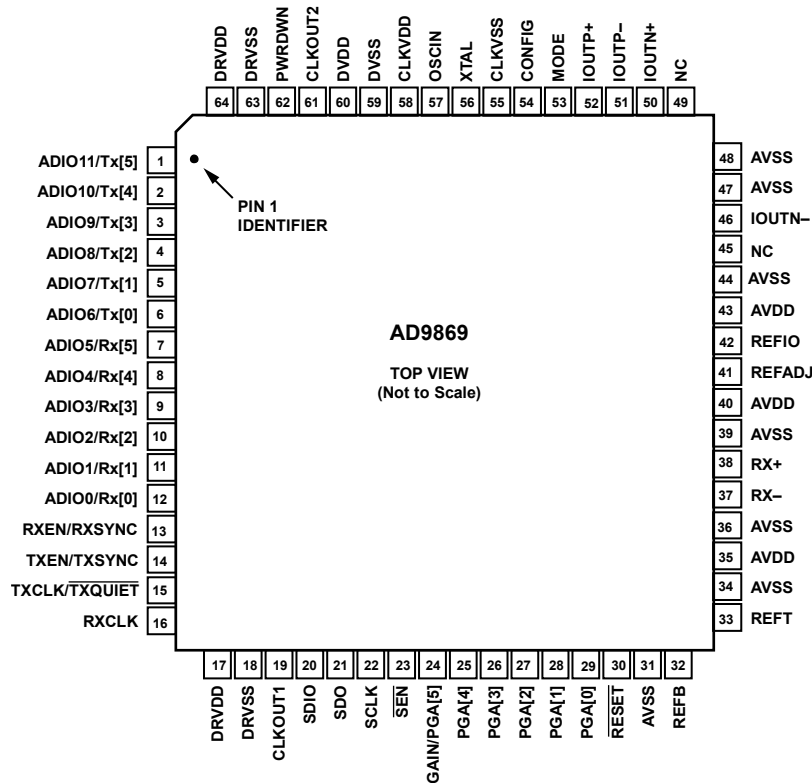 DRVDD
DRVSS
PWRDWN
CLKOUT2
DVDD
DVSS
CLKVDD
OSCIN
XTAL
CLKVSS
CONFIG
MODE
IOUTP+
IOUTP–
IOUTN+
NC
64 63 62 61 60 59 58 57 56 55 54 53 52 51 50 49
ADIO11/Tx[5] 1
ADIO10/Tx[4] 2
ADIO9/Tx[3] 3
ADIO8/Tx[2] 4
ADIO7/Tx[1] 5
ADIO6/Tx[0] 6
ADIO5/Rx[5] 7
ADIO4/Rx[4] 8
ADIO3/Rx[3] 9
ADIO2/Rx[2] 10
ADIO1/Rx[1] 11
ADIO0/Rx[0] 12
RXEN/RXSYNC 13
TXEN/TXSYNC 14
TXCLK/TXQUIET 15
RXCLK 16
PIN 1
IDENTIFIER
AD9869
TOP VIEW
(Not to Scale)
48 AVSS
47 AVSS
46 IOUTN–
45 NC
44 AVSS
43 AVDD
42 REFIO
41 REFADJ
40 AVDD
39 AVSS
38 RX+
37 RX–
36 AVSS
35 AVDD
34 AVSS
33 REFT
17 18 19 20 21 22 23 24 25 26 27 28 29 30 31 32
DRVDD
DRVSS
CLKOUT1
SDIO
SDO
SCLK
SEN
GAIN/PGA[5]
PGA[4]
PGA[3]
PGA[2]
PGA[1]
PGA[0]
RESET
AVSS
REFB